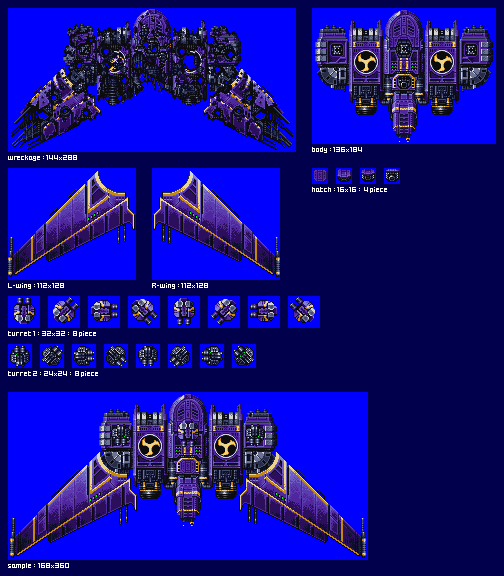 wreckage : 144x288
body : 136x184
hatch : 16x16 : 4piece
L-wing : 112x128
R-wing : 112x128
turret 1 : 32x32 : 8piece
turret 2 : 24x24 : 8piece
sample : 168x360